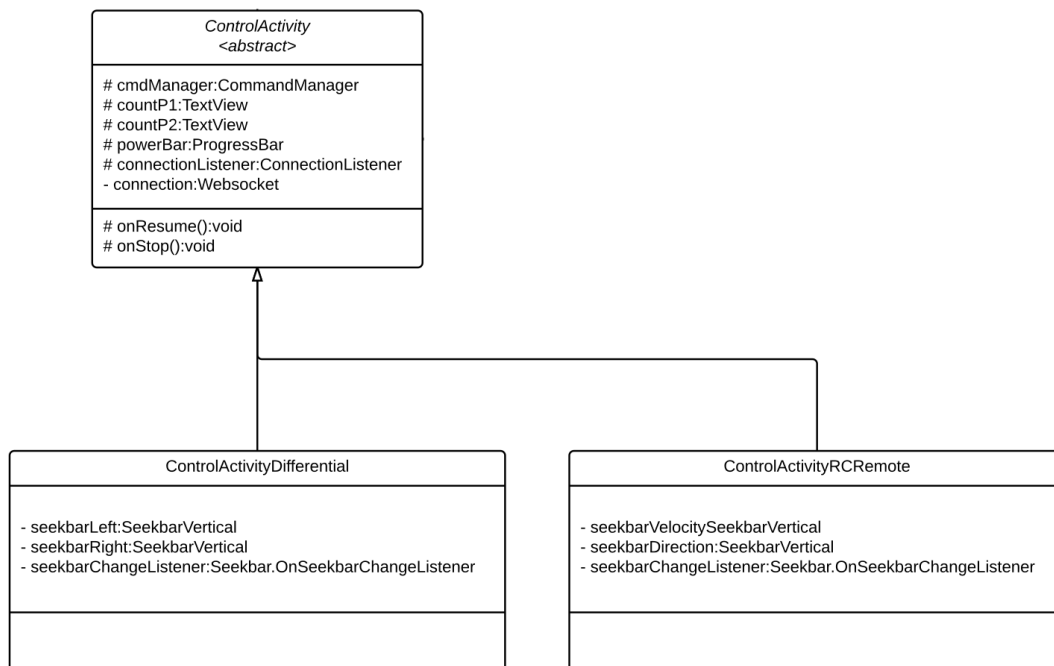 ControlActivity
<abstract>
# cmdManager:CommandManager
# countP1:TextView
# countP2:TextView
# powerBar:ProgressBar
# connectionListener:ConnectionListener
- connection:Websocket
# onResume():void
# onStop():void
ControlActivityDifferential
- seekbarLeft:SeekbarVertical
- seekbarRight:SeekbarVertical
- seekbarChangeListener:Seekbar.OnSeekbarChangeListener
ControlActivityRCRemote
- seekbarVelocitySeekbarVertical
- seekbarDirection:SeekbarVertical
- seekbarChangeListener:Seekbar.OnSeekbarChangeListener